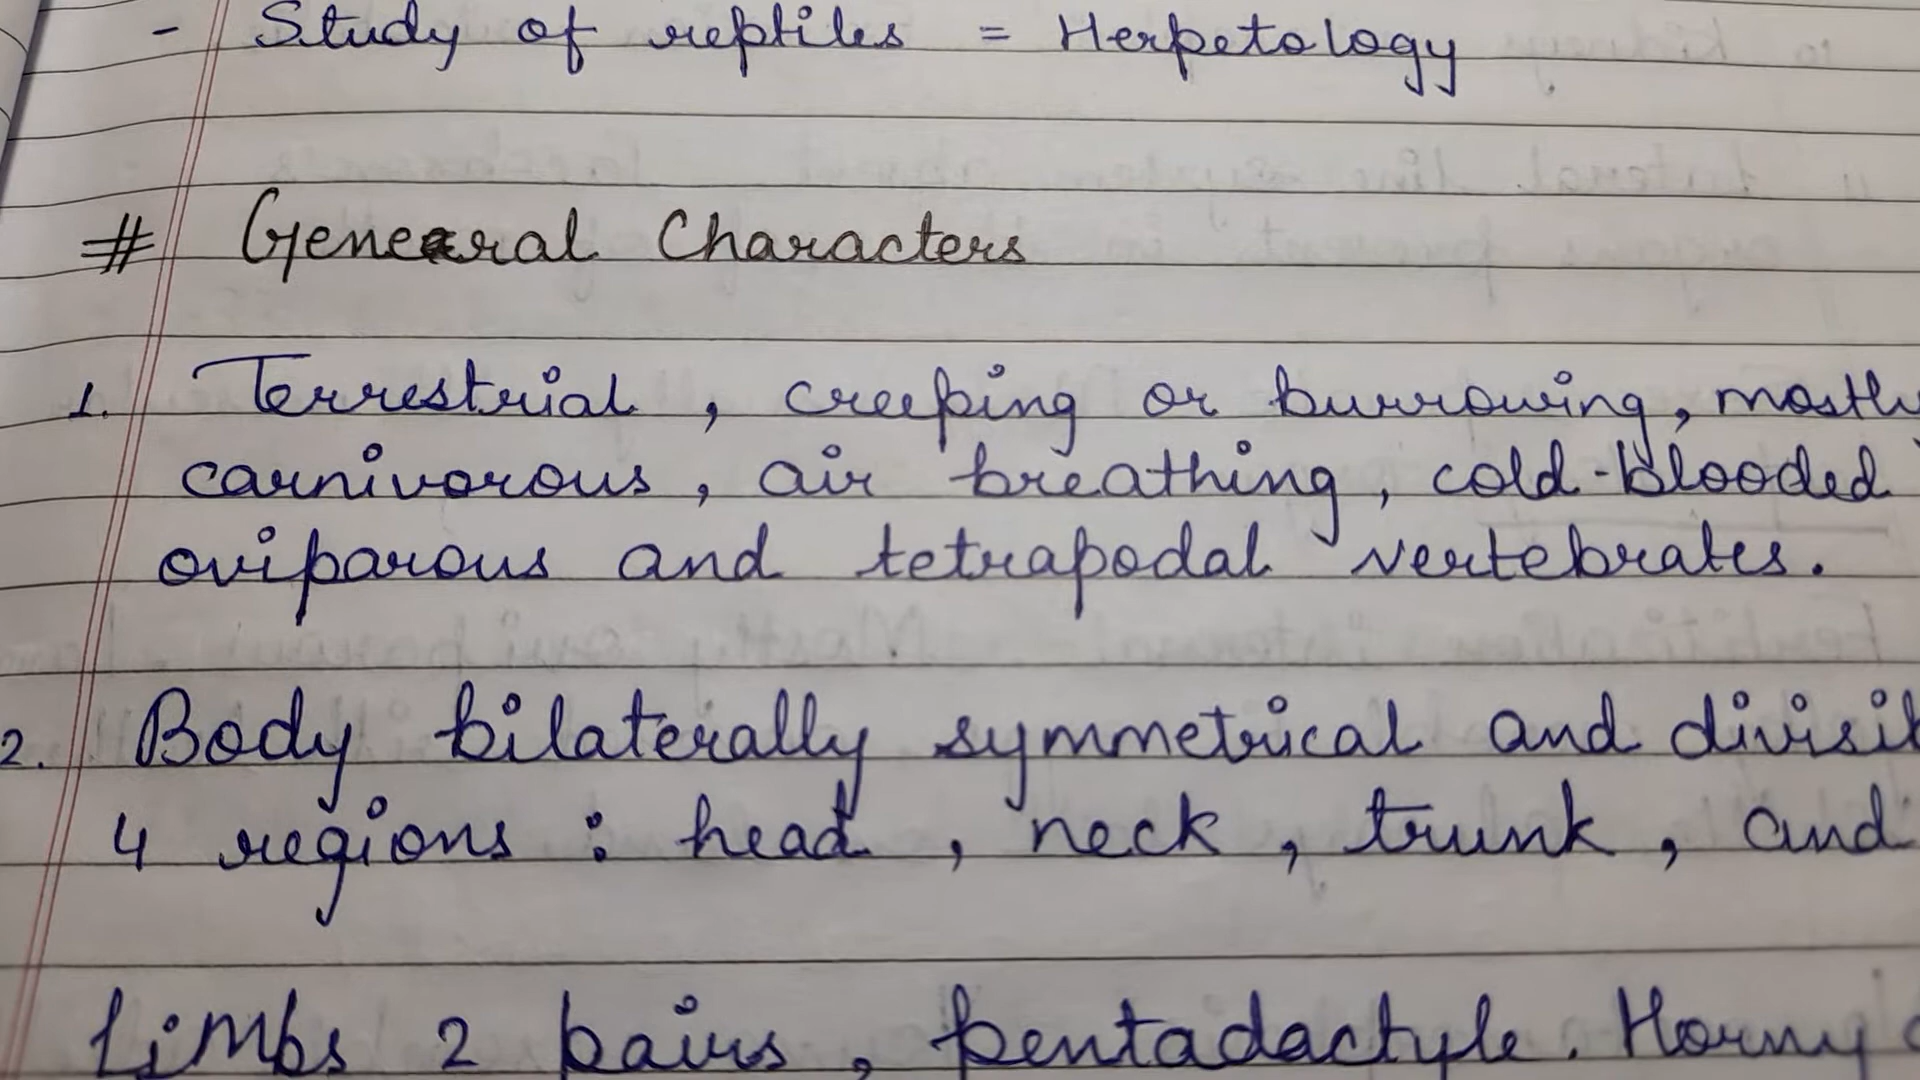 - Study of reptiles = Herpetology
# General Characters
1. Terrestrial, creeping or burrowing, mostly
carnivorous, air breathing, cold-blooded
oviparous and tetrapodal vertebrates.
2. Body bilaterally symmetrical and divisib
4 regions : head, neck, trunk, and
Limbs 2 pairs, pentadactyle. Horny